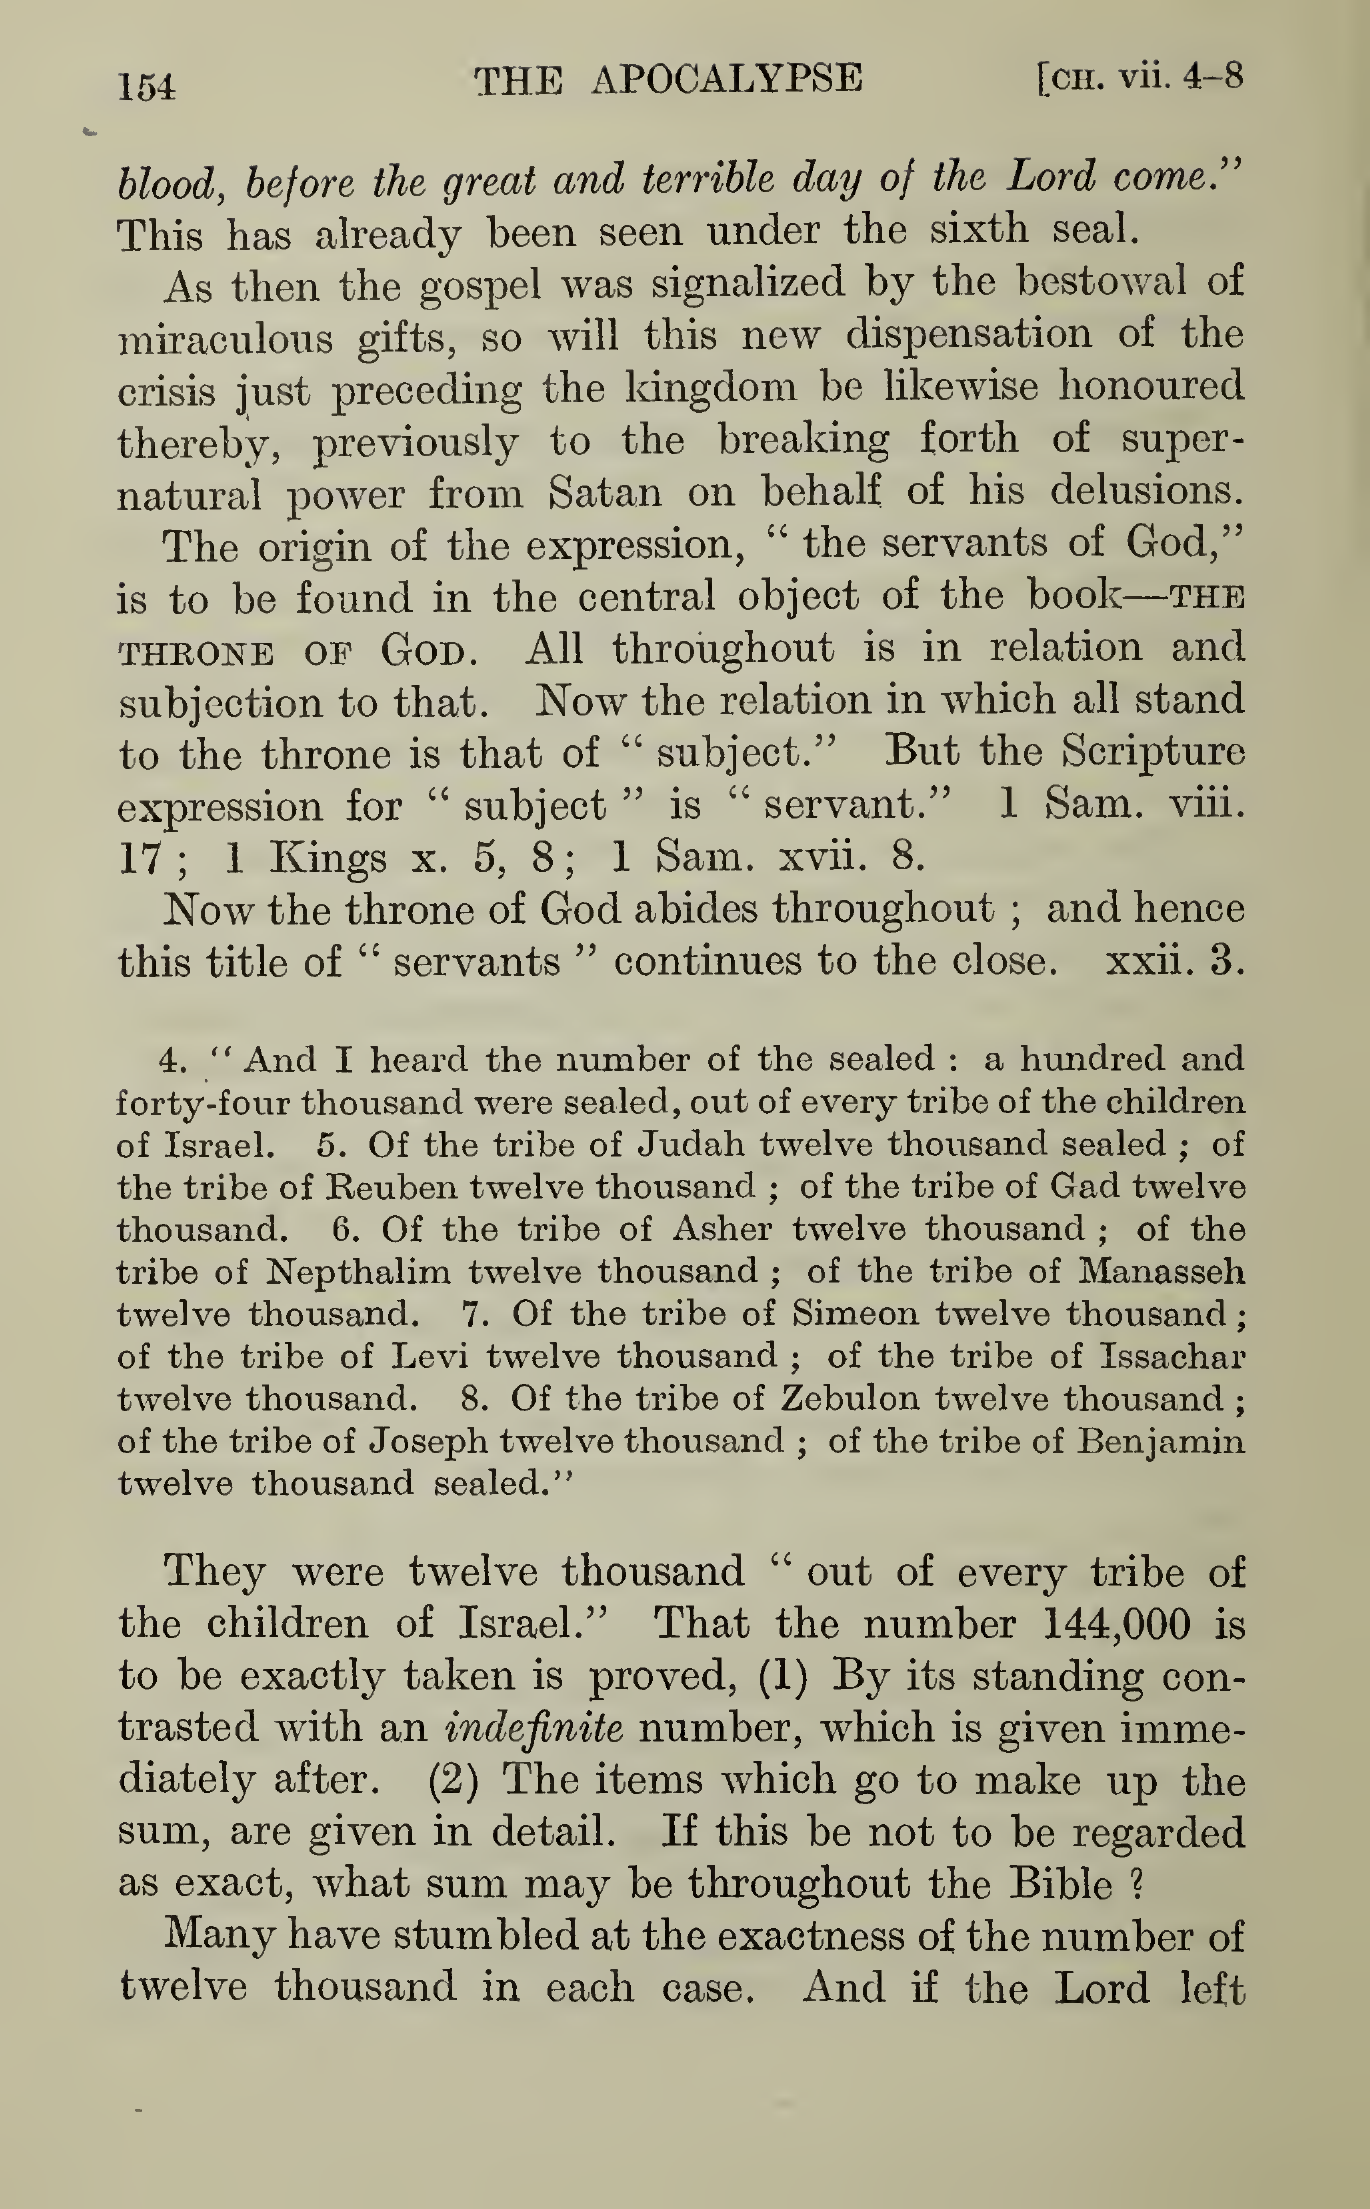 154 THE APOCALYPSE [CH. vii. 4–8
blood, before the great and terrible day of the Lord come.”
This has already been seen under the sixth seal.
As then the gospel was signalized by the bestowal of
miraculous gifts, so will this new dispensation of the
crisis just preceding the kingdom be likewise honoured
thereby, previously to the breaking forth of super-
natural power from Satan on behalf of his delusions.
The origin of the expression, “ the servants of God,”
is to be found in the central object of the book—THE
THRONE OF GOD. All throughout is in relation and
subjection to that. Now the relation in which all stand
to the throne is that of “ subject.” But the Scripture
expression for “ subject ” is “ servant.” 1 Sam. viii.
17 ; 1 Kings x. 5, 8 ; 1 Sam. xvii. 8.
Now the throne of God abides throughout ; and hence
this title of “ servants ” continues to the close. xxii. 3.
4. “ And I heard the number of the sealed : a hundred and
forty-four thousand were sealed, out of every tribe of the children
of Israel. 5. Of the tribe of Judah twelve thousand sealed ; of
the tribe of Reuben twelve thousand ; of the tribe of Gad twelve
thousand. 6. Of the tribe of Asher twelve thousand ; of the
tribe of Nepthalim twelve thousand ; of the tribe of Manasseh
twelve thousand. 7. Of the tribe of Simeon twelve thousand ;
of the tribe of Levi twelve thousand ; of the tribe of Issachar
twelve thousand. 8. Of the tribe of Zebulon twelve thousand ;
of the tribe of Joseph twelve thousand ; of the tribe of Benjamin
twelve thousand sealed.”
They were twelve thousand “ out of every tribe of
the children of Israel.” That the number 144,000 is
to be exactly taken is proved, (1) By its standing con-
trasted with an indefinite number, which is given imme-
diately after. (2) The items which go to make up the
sum, are given in detail. If this be not to be regarded
as exact, what sum may be throughout the Bible ?
Many have stumbled at the exactness of the number of
twelve thousand in each case. And if the Lord left